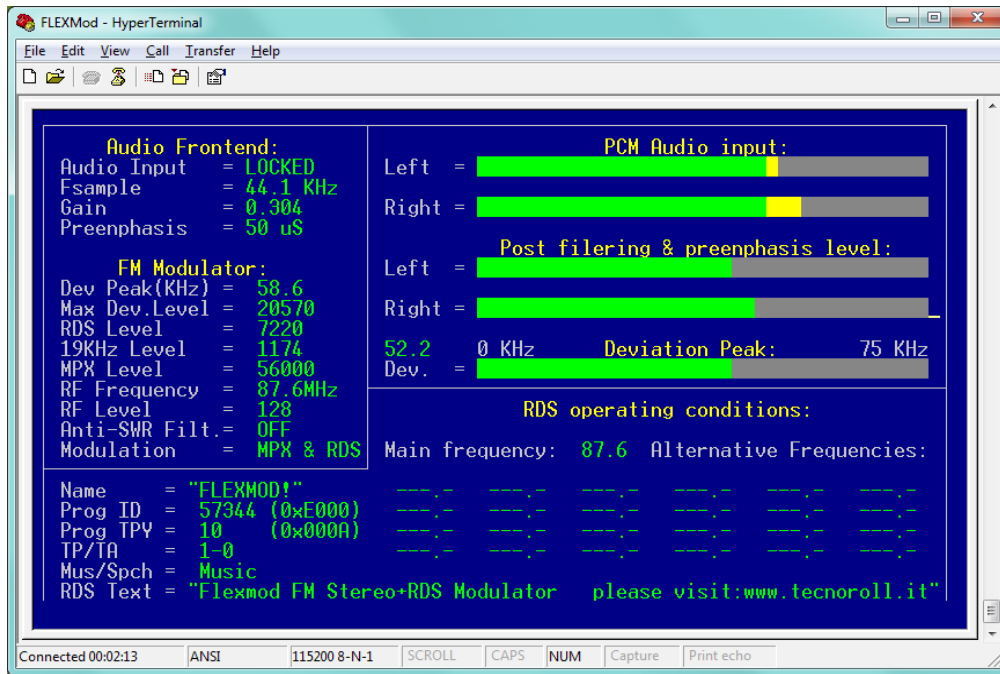 FLEXMod - HyperTerminal
File Edit View Call Transfer Help
Audio Frontend:
Audio Input = LOCKED
Fsample = 44.1 KHz
Gain = 0.304
Preenphasis = 50 uS
FM Modulator:
Dev Peak(KHz) = 58.6
Max Dev.Level = 20570
RDS Level = 7220
19KHz Level = 1174
MPX Level = 56000
RF Frequency = 87.6MHz
RF Level = 128
Anti-SWR Filt.= OFF
Modulation = MPX & RDS
PCM Audio input:
Left =
Right =
Post filering & preenphasis level:
Left =
Right =
52.2 0 KHz Deviation Peak: 75 KHz
Dev. =
RDS operating conditions:
Main frequency: 87.6 Alternative Frequencies:
Name = "FLEXMOD!" ---.- ---.- ---.- ---.- ---.- ---.-
Prog ID = 57344 (0xE000) ---.- ---.- ---.- ---.- ---.- ---.-
Prog TPY = 10 (0x000A) ---.- ---.- ---.- ---.- ---.- ---.-
TP/TA = 1-0 ---.- ---.- ---.- ---.- ---.- ---.-
Mus/Spch = Music
RDS Text = "Flexmod FM Stereo+RDS Modulator please visit:www.tecnoroll.it"
Connected 00:02:13 ANSI 115200 8-N-1 SCROLL CAPS NUM Capture Print echo